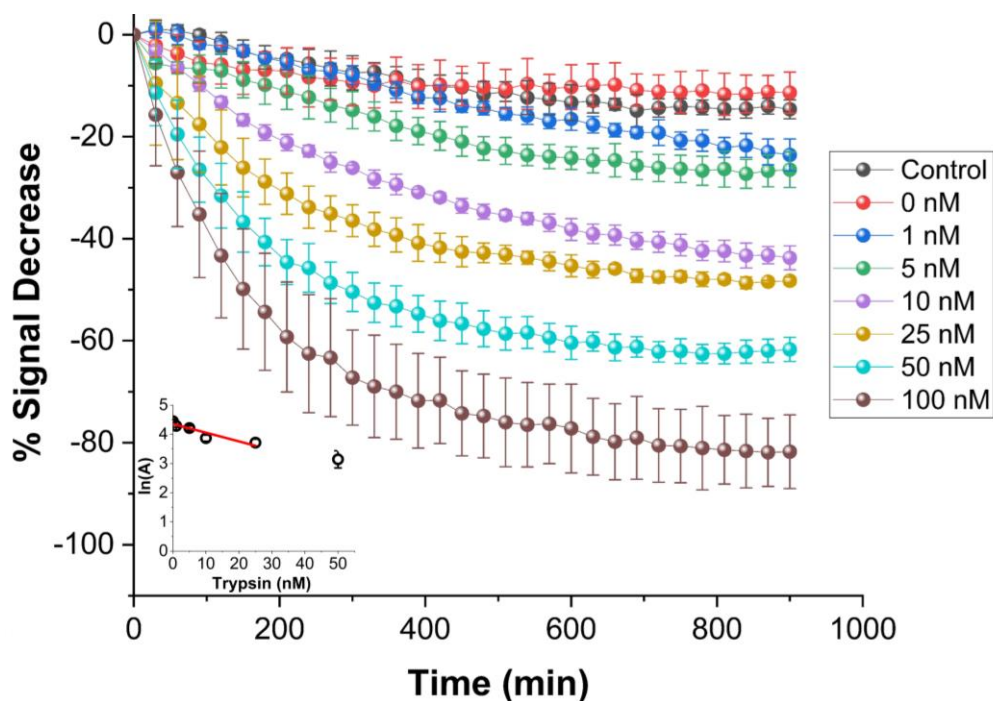 % Signal Decrease
0
-20
-40
-60
-80
-100
0
200
400
600
800
1000
Time (min)
Control
0 nM
1 nM
5 nM
10 nM
25 nM
50 nM
100 nM
ln(A)
5
4
3
2
1
0
0
10
20
30
40
50
Trypsin (nM)